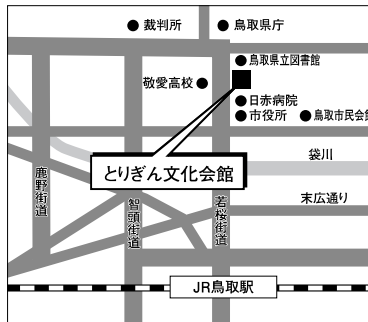 裁判所
鳥取県庁
鳥取県立図書館
敬愛高校
日赤病院
市役所
鳥取市民会館
袋川
とりぎん文化会館
鹿野街道
智頭街道
若桜街道
末広通り
JR鳥取駅